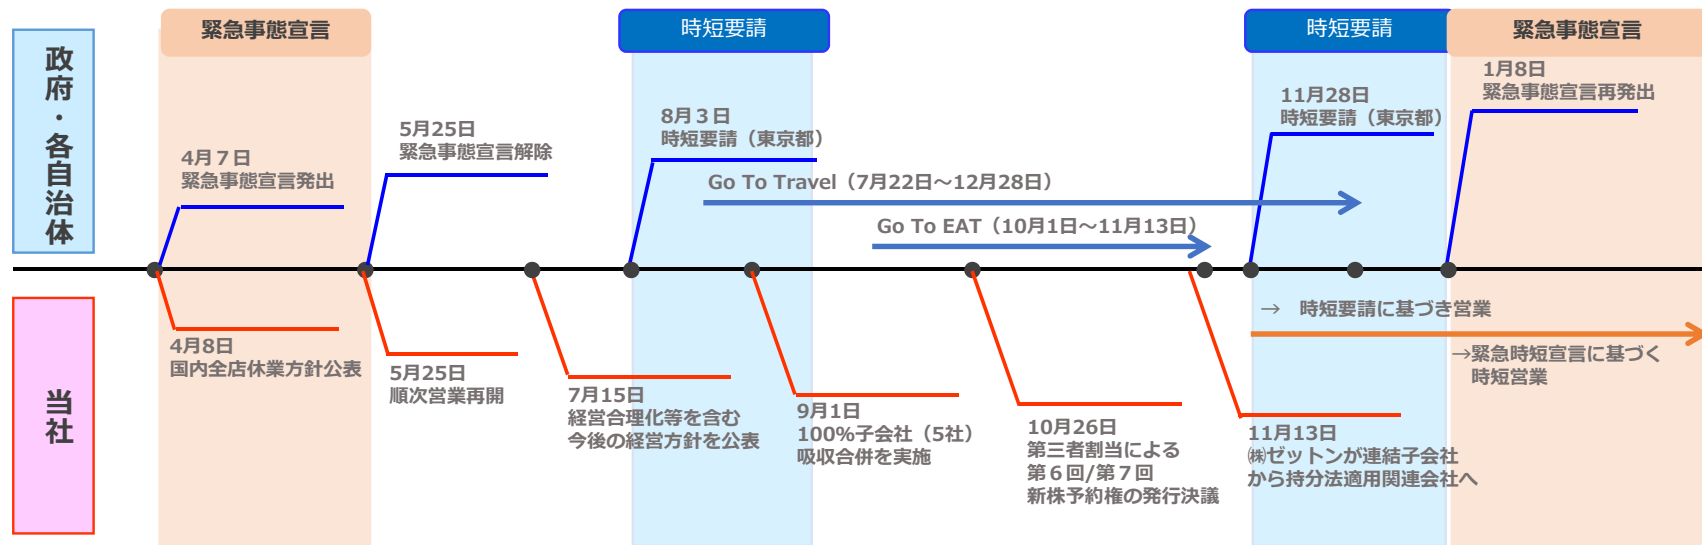 緊急事態宣言
時短要請
時短要請
緊急事態宣言
政府・各自治体
4月７日
緊急事態宣言発出
5月25日
緊急事態宣言解除
8月３日
時短要請（東京都）
11月28日
時短要請（東京都）
1月8日
緊急事態宣言再発出
Go To Travel（7月22日～12月28日）
Go To EAT（10月1日～11月13日）
当社
4月8日
国内全店休業方針公表
5月25日
順次営業再開
7月15日
経営合理化等を含む
今後の経営方針を公表
9月1日
100%子会社（5社）
吸収合併を実施
10月26日
第三者割当による
第６回/第７回
新株予約権の発行決議
11月13日
㈱ゼットンが連結子会社
から持分法適用関連会社へ
→　時短要請に基づき営業
→緊急時短宣言に基づく
時短営業